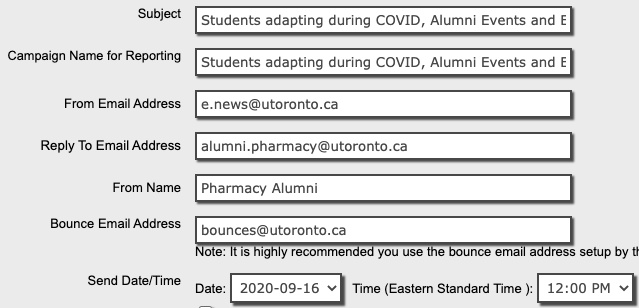 Subject Students adapting during COVID, Alumni Events and E
Campaign Name for Reporting Students adapting during COVID, Alumni Events and E
From Email Address e.news@utoronto.ca
Reply To Email Address alumni.pharmacy@utoronto.ca
From Name Pharmacy Alumni
Bounce Email Address bounces@utoronto.ca
Note: It is highly recommended you use the bounce email address setup by th
Send Date/Time Date: 2020-09-16 Time (Eastern Standard Time ): 12:00 PM